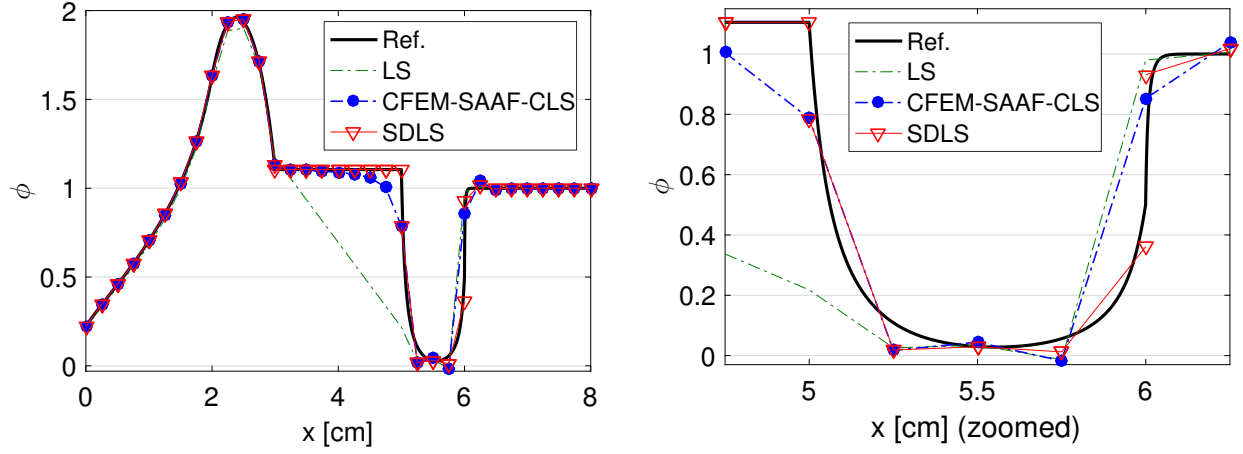 2
1.5
1
0.5
0
ϕ
0
2
4
6
8
x [cm]
Ref.
LS
CFEM-SAAF-CLS
SDLS
1
0.8
0.6
0.4
0.2
0
ϕ
5
5.5
6
x [cm] (zoomed)
Ref.
LS
CFEM-SAAF-CLS
SDLS